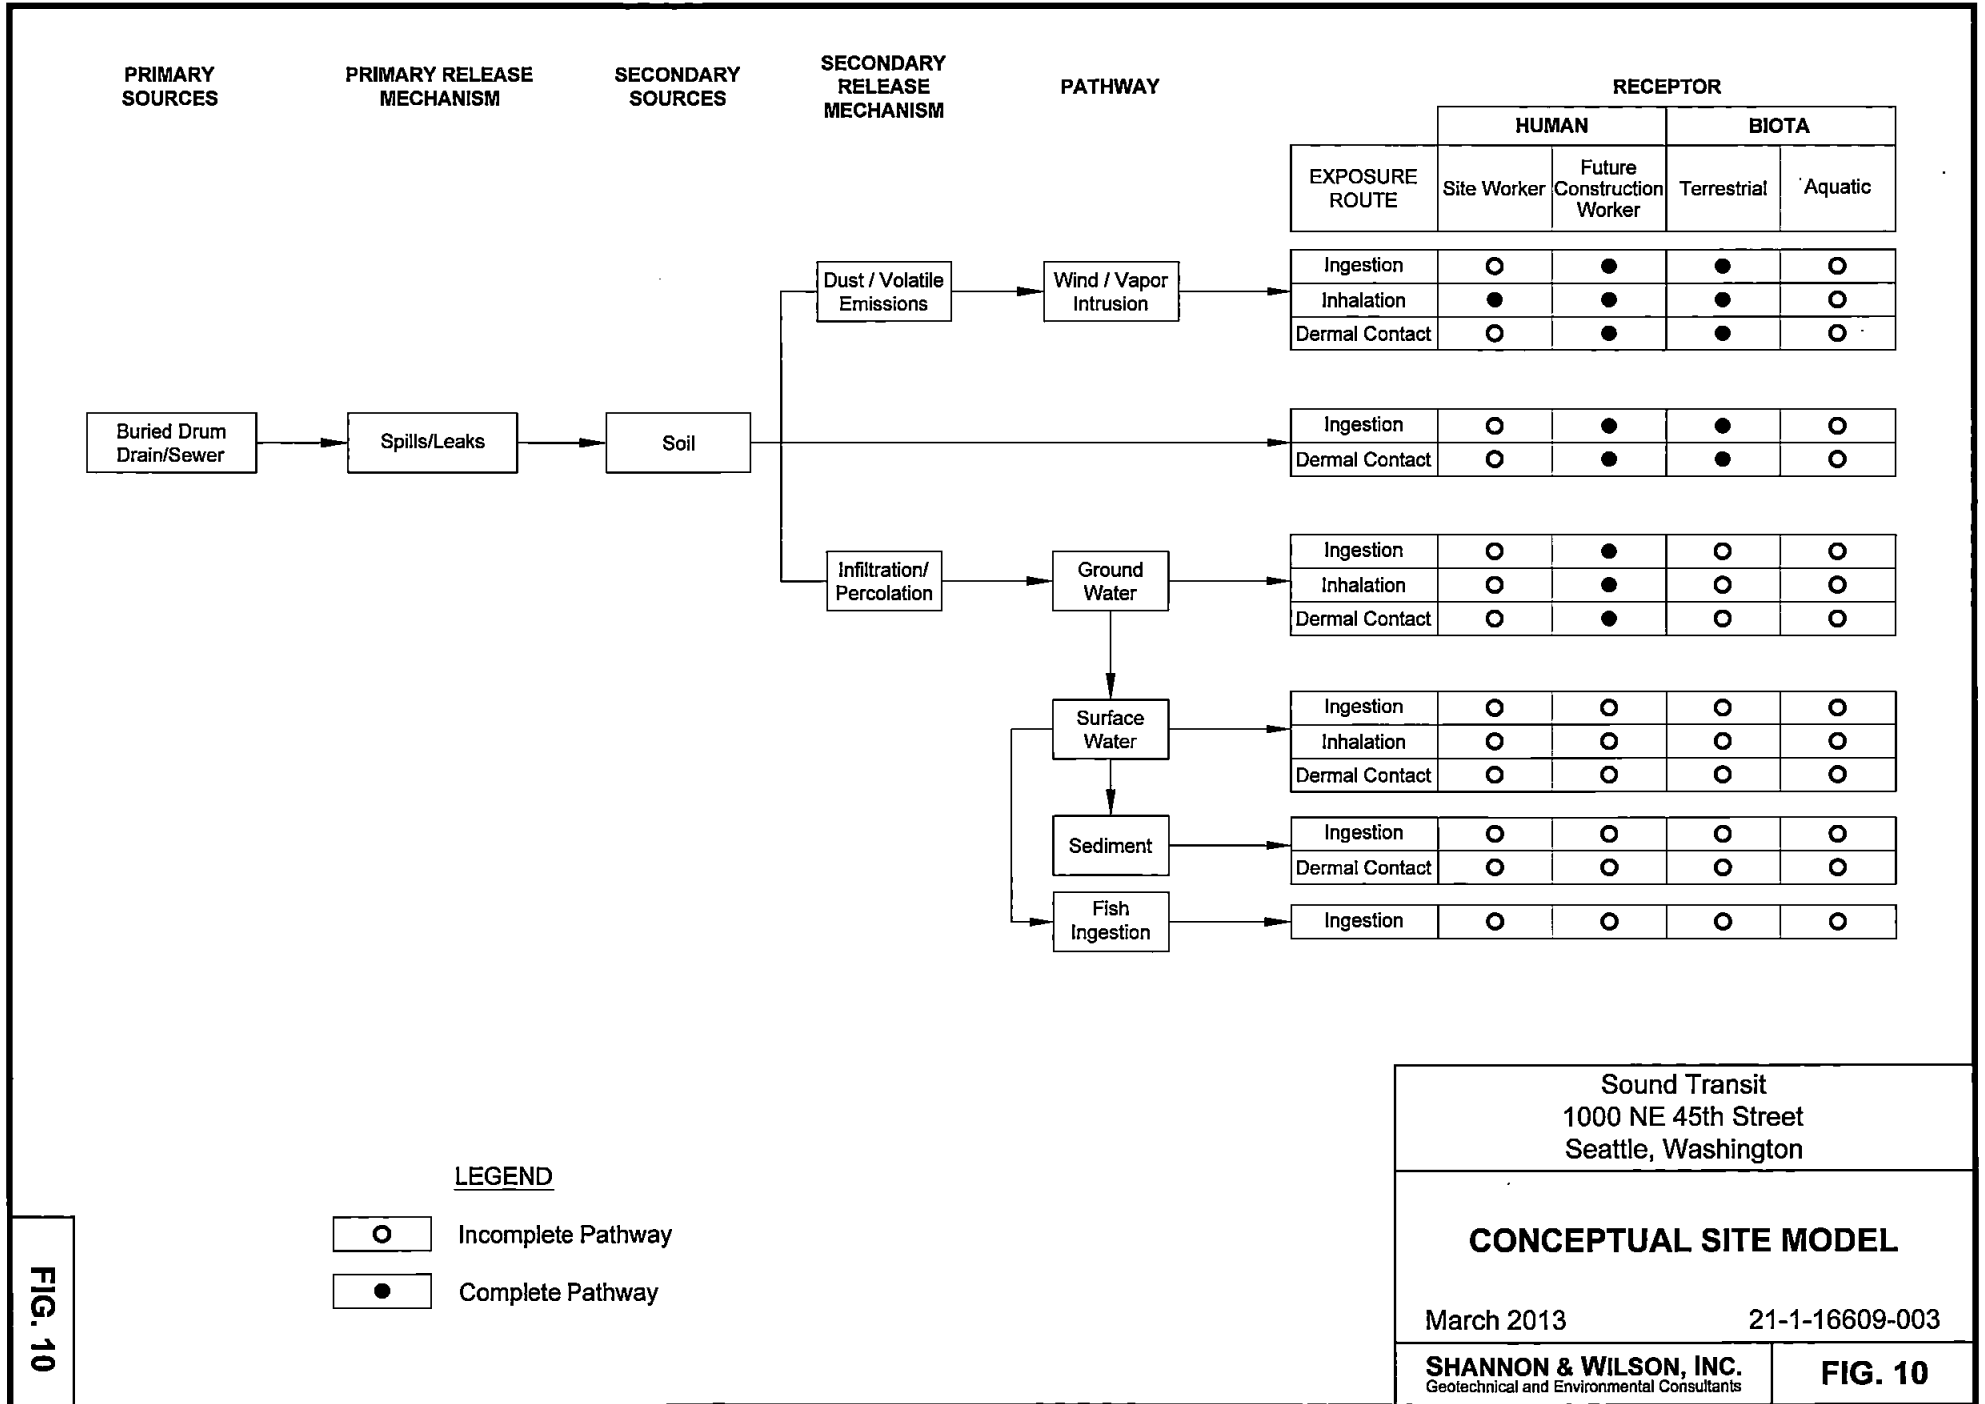 PRIMARY
SOURCES
PRIMARY RELEASE
MECHANISM
SECONDARY
SOURCES
SECONDARY
RELEASE
MECHANISM
PATHWAY
RECEPTOR
HUMAN
BIOTA
EXPOSURE
ROUTE
Site Worker
Future
Construction
Worker
Terrestrial
Aquatic
Dust / Volatile
Emissions
Wind / Vapor
Intrusion
Ingestion
Inhalation
Dermal Contact
Buried Drum
Drain/Sewer
Spills/Leaks
Soil
Ingestion
Dermal Contact
Infiltration/
Percolation
Ground
Water
Ingestion
Inhalation
Dermal Contact
Surface
Water
Ingestion
Inhalation
Dermal Contact
Sediment
Ingestion
Dermal Contact
Fish
Ingestion
Ingestion
LEGEND
Incomplete Pathway
Complete Pathway
Sound Transit
1000 NE 45th Street
Seattle, Washington
CONCEPTUAL SITE MODEL
March 2013 21-1-16609-003
SHANNON & WILSON, INC.
Geotechnical and Environmental Consultants
FIG. 10
FIG. 10